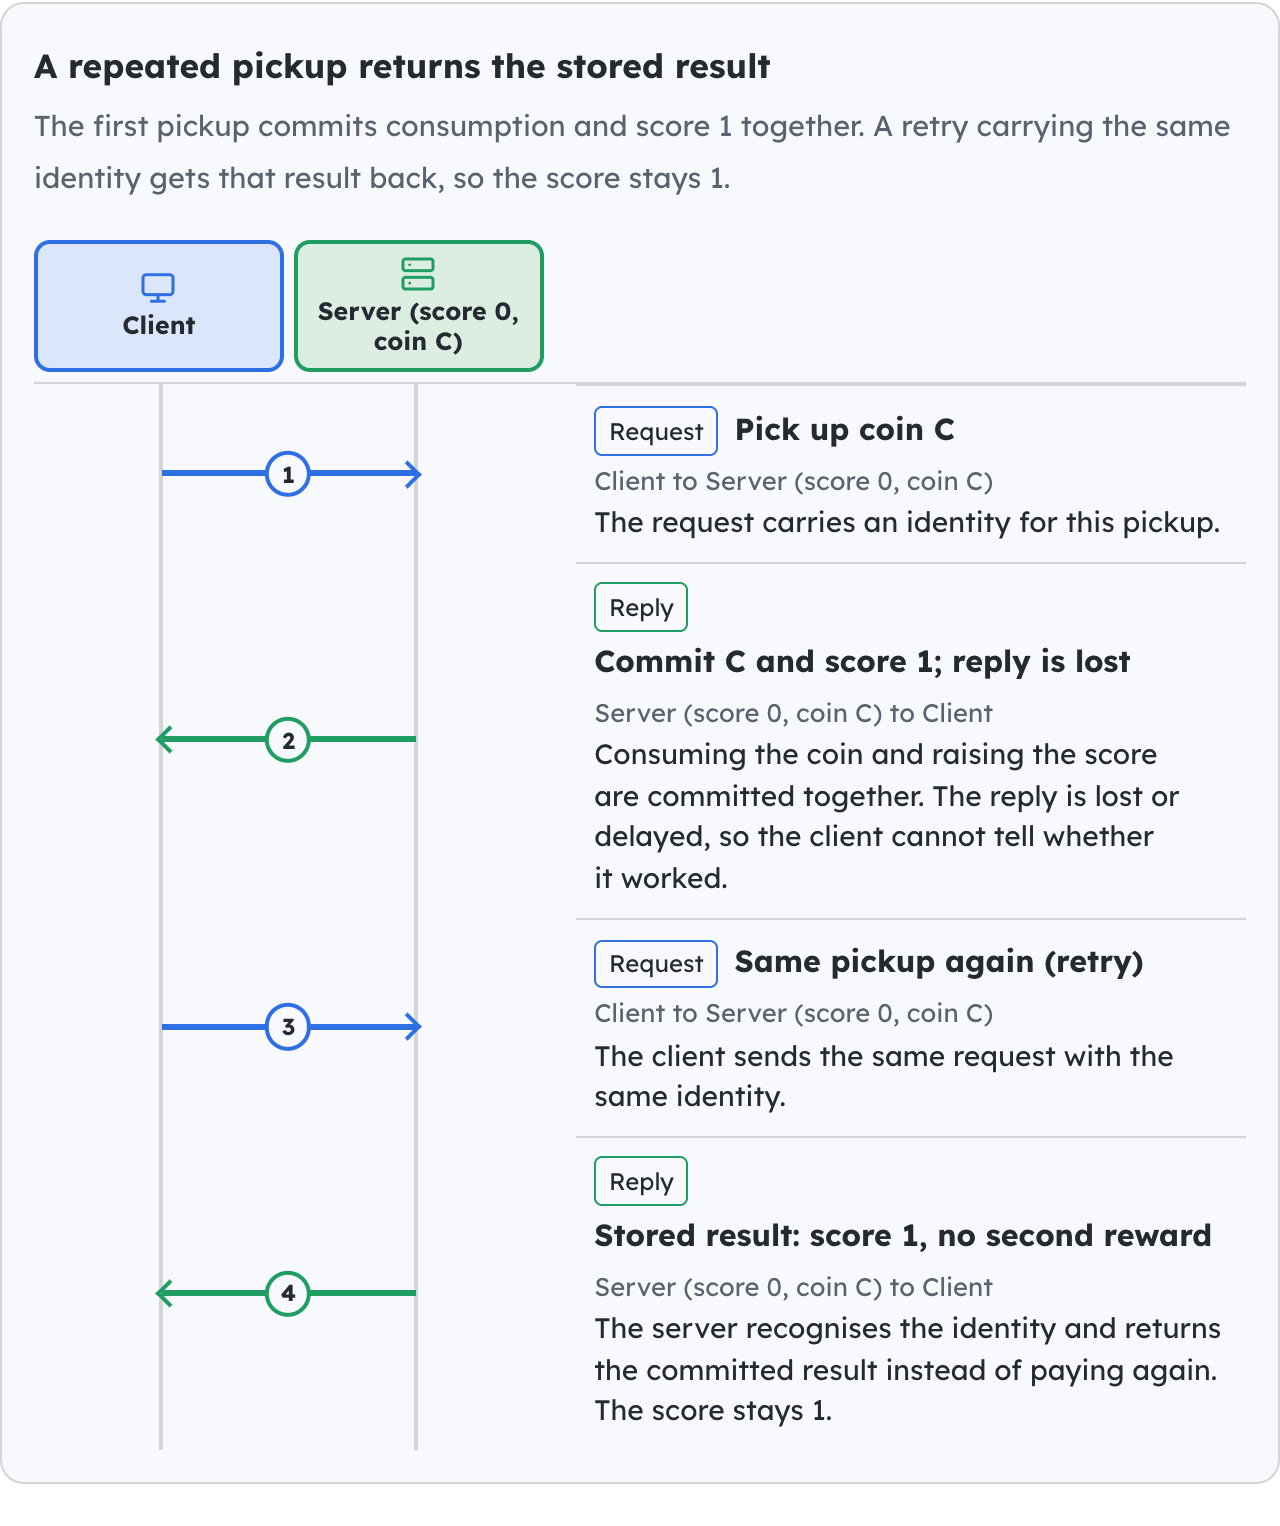 A repeated pickup returns the stored result
The first pickup commits consumption and score 1 together. A retry carrying the same
identity gets that result back, so the score stays 1.
Client
Server (score 0,
coin C)
1
Request Pick up coin C
Client to Server (score 0, coin C)
The request carries an identity for this pickup.
Reply
Commit C and score 1; reply is lost
2
Server (score 0, coin C) to Client
Consuming the coin and raising the score
are committed together. The reply is lost or
delayed, so the client cannot tell whether
it worked.
3
Request Same pickup again (retry)
Client to Server (score 0, coin C)
The client sends the same request with the
same identity.
Reply
Stored result: score 1, no second reward
4
Server (score 0, coin C) to Client
The server recognises the identity and returns
the committed result instead of paying again.
The score stays 1.